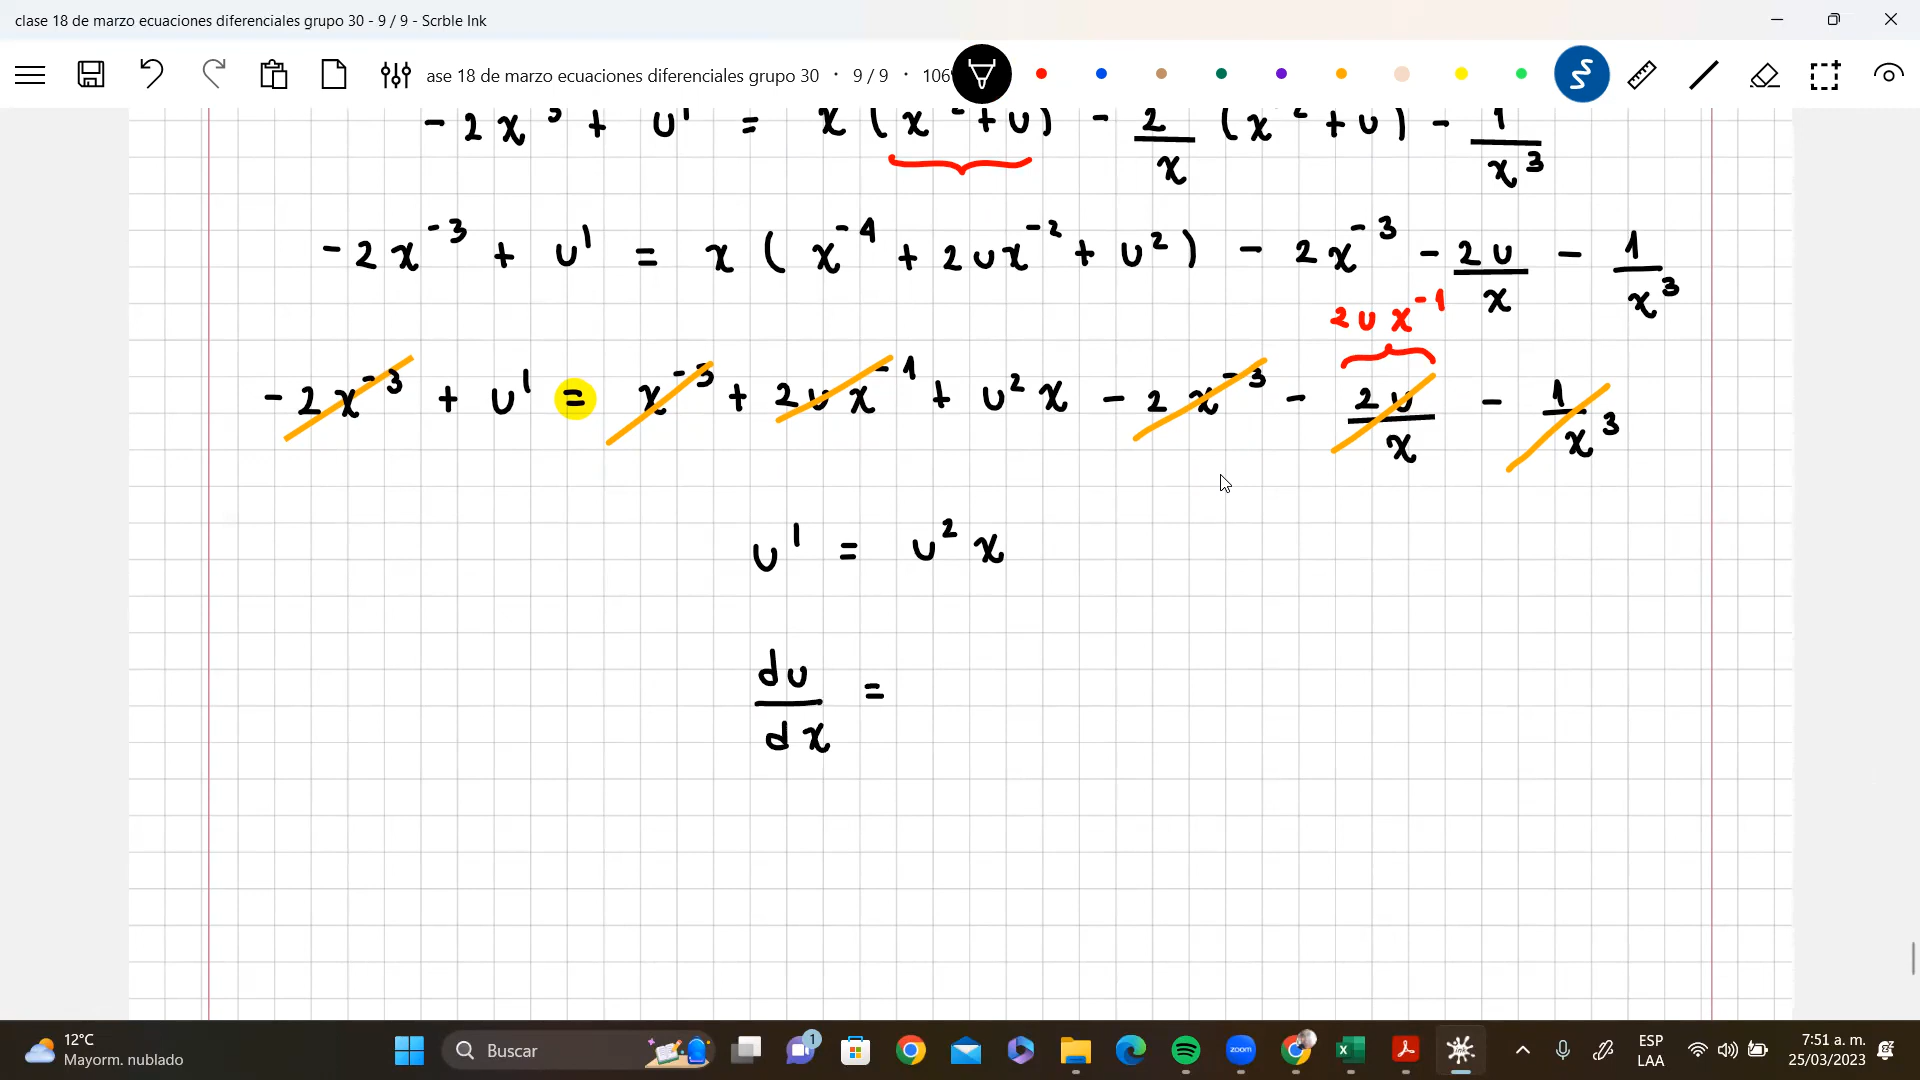 clase 18 de marzo ecuaciones diferenciales grupo 30 - 9 / 9 - Scrble Ink
ase 18 de marzo ecuaciones diferenciales grupo 30 · 9 / 9 · 106
- 2 x + u' = x ( x + u ) - 2/x ( x + u ) - 1/x^3
- 2 x^-3 + u' = x ( x^-4 + 2ux^-2 + u^2 ) - 2x^-3 - 2u/x - 1/x^3
2ux^-1
- 2x^-3 + u' = x^-3 + 2ux^-1 + u^2 x - 2x^-3 - 2u/x - 1/x^3
u' = u^2 x
du/dx =
12°C
Mayorm. nublado
Buscar
1
zoom
ESP
LAA
7:51 a. m.
25/03/2023